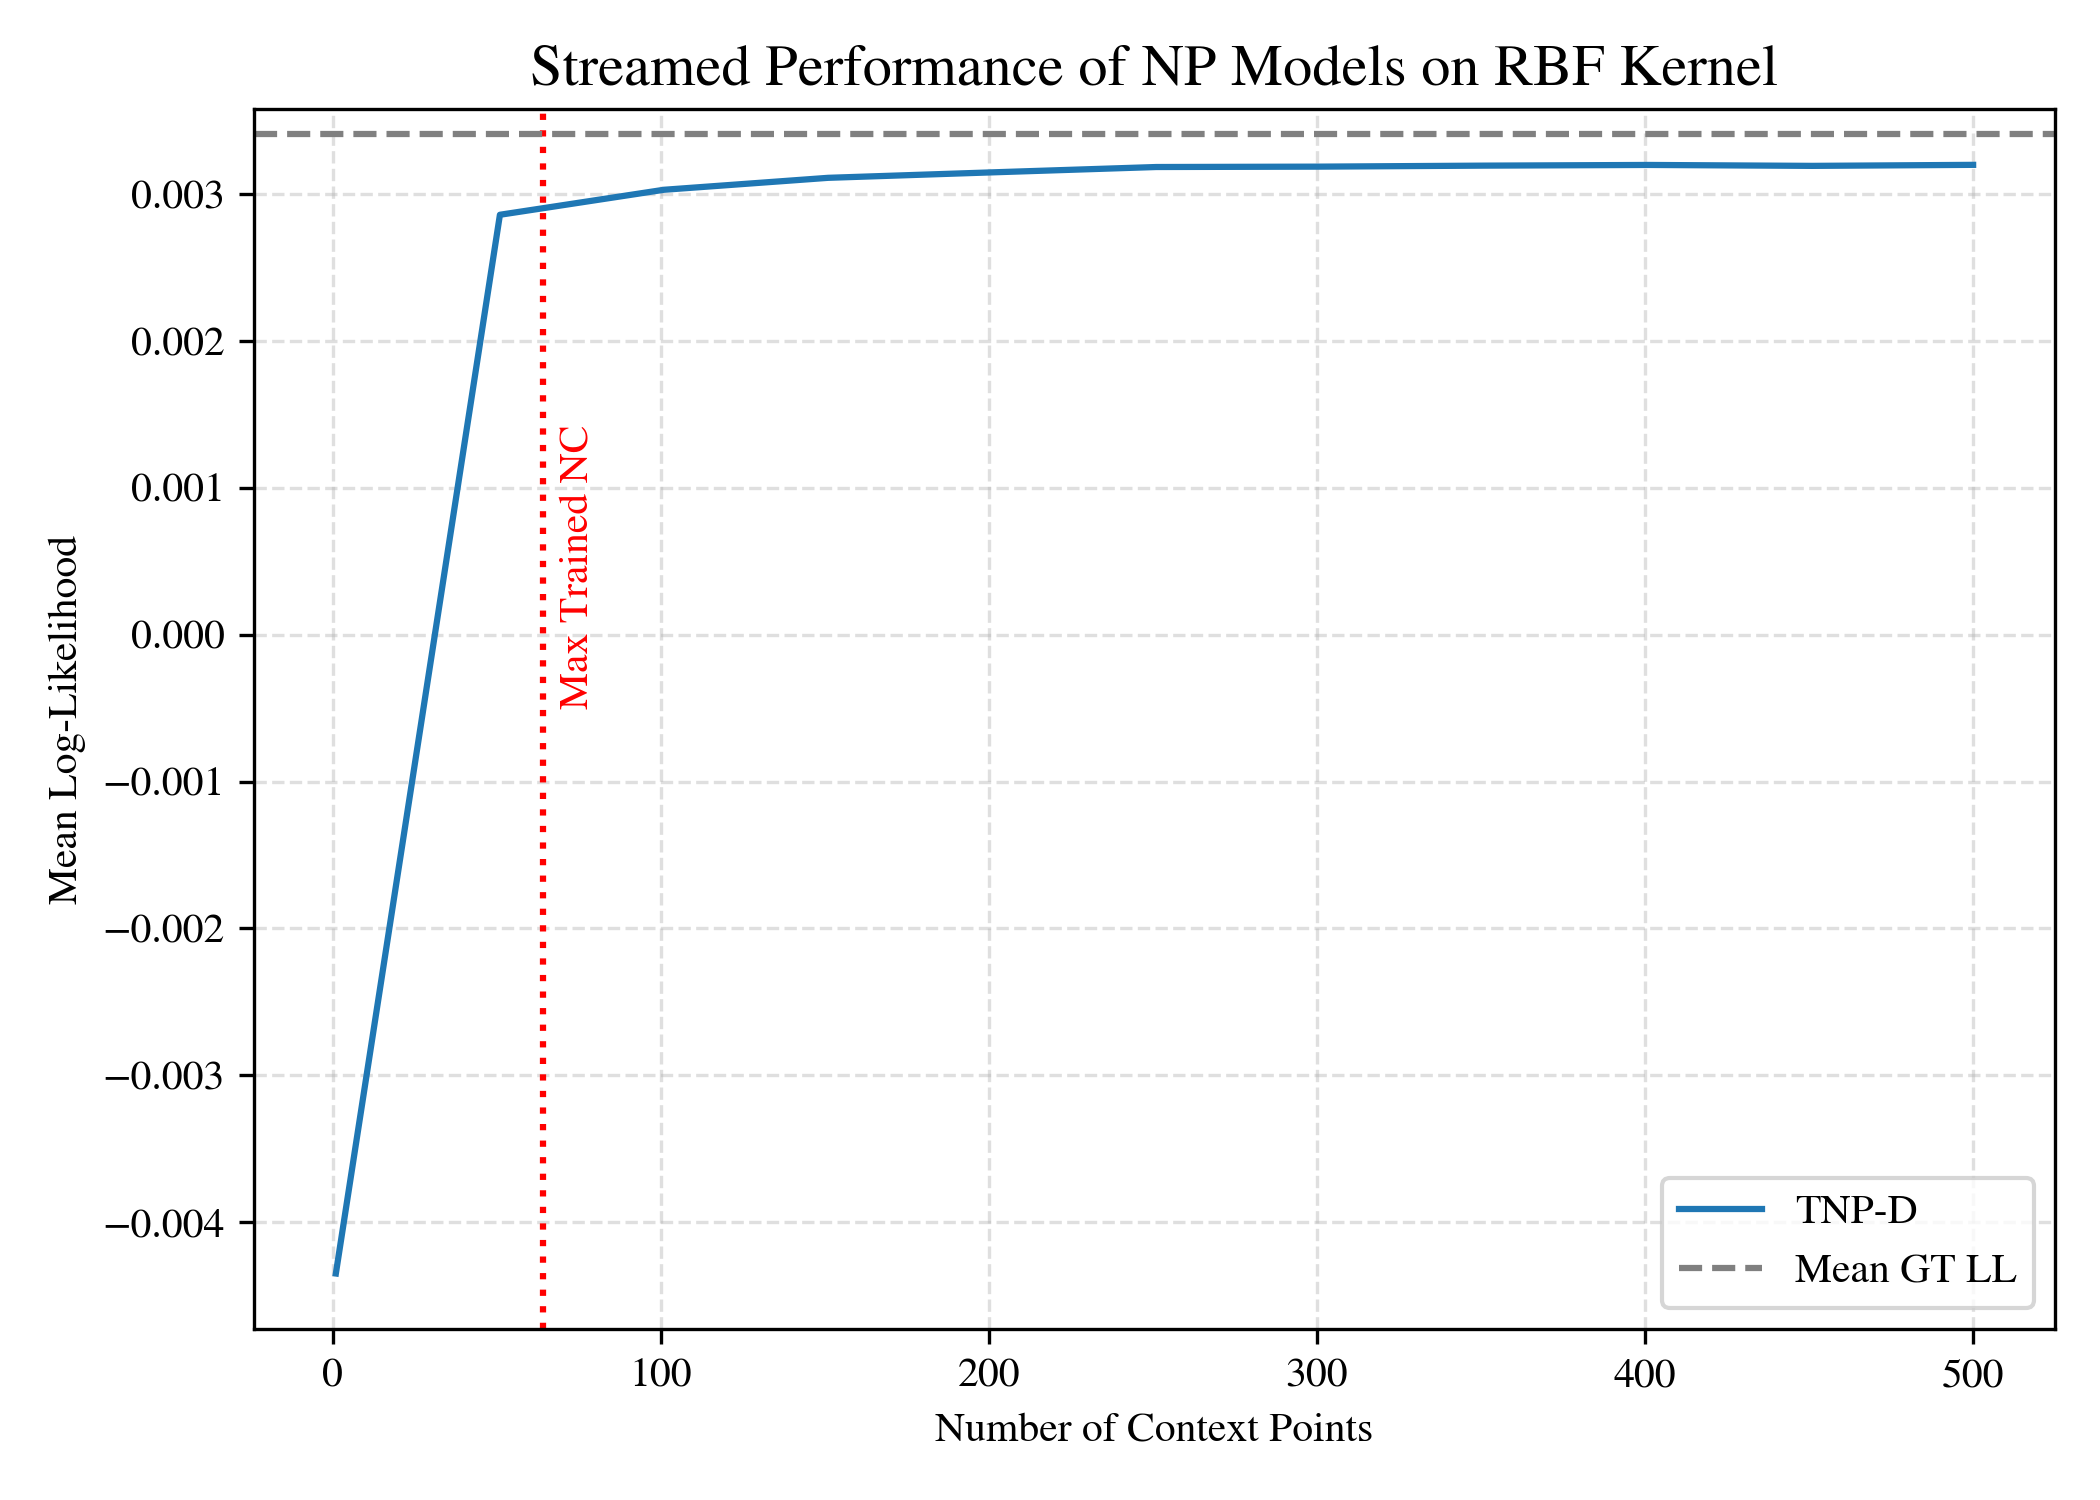 Streamed Performance of NP Models on RBF Kernel
Mean Log-Likelihood
0.003
0.002
0.001
0.000
−0.001
−0.002
−0.003
−0.004
Max Trained NC
TNP-D
Mean GT LL
0
100
200
300
400
500
Number of Context Points